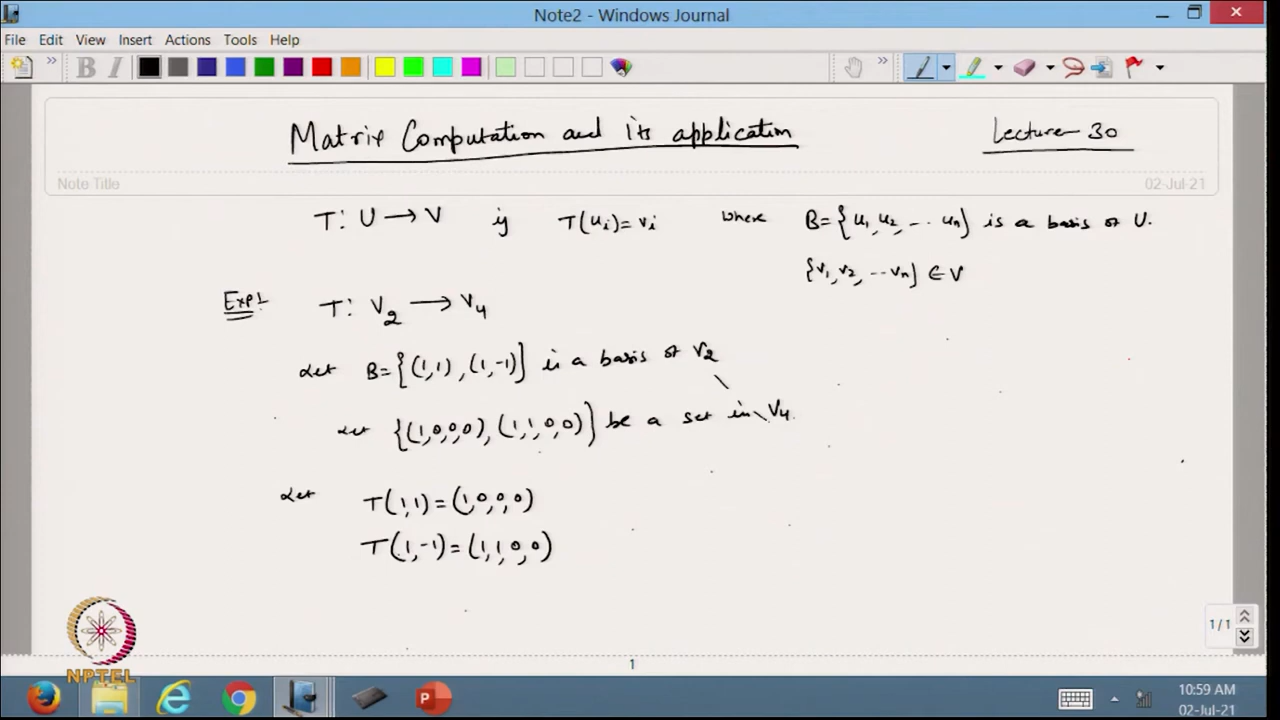 Note2 - Windows Journal
File Edit View Insert Actions Tools Help
B I
Matrix Computation and its application
Lecture-30
Note Title
02-Jul-21
T: U → V if T(ui) = vi where B = {u1, u2, ... un} is a basis of U.
{v1, v2, ... vn} ∈ V
Exp!
T: V2 → V4
Let B = {(1,1), (1,-1)} is a basis of V2
Let {(1,0,0,0), (1,1,0,0)} be a set in V4.
Let T(1,1) = (1,0,0,0)
T(1,-1) = (1,1,0,0)
1/1
NPTEL
1
10:59 AM
02-Jul-21